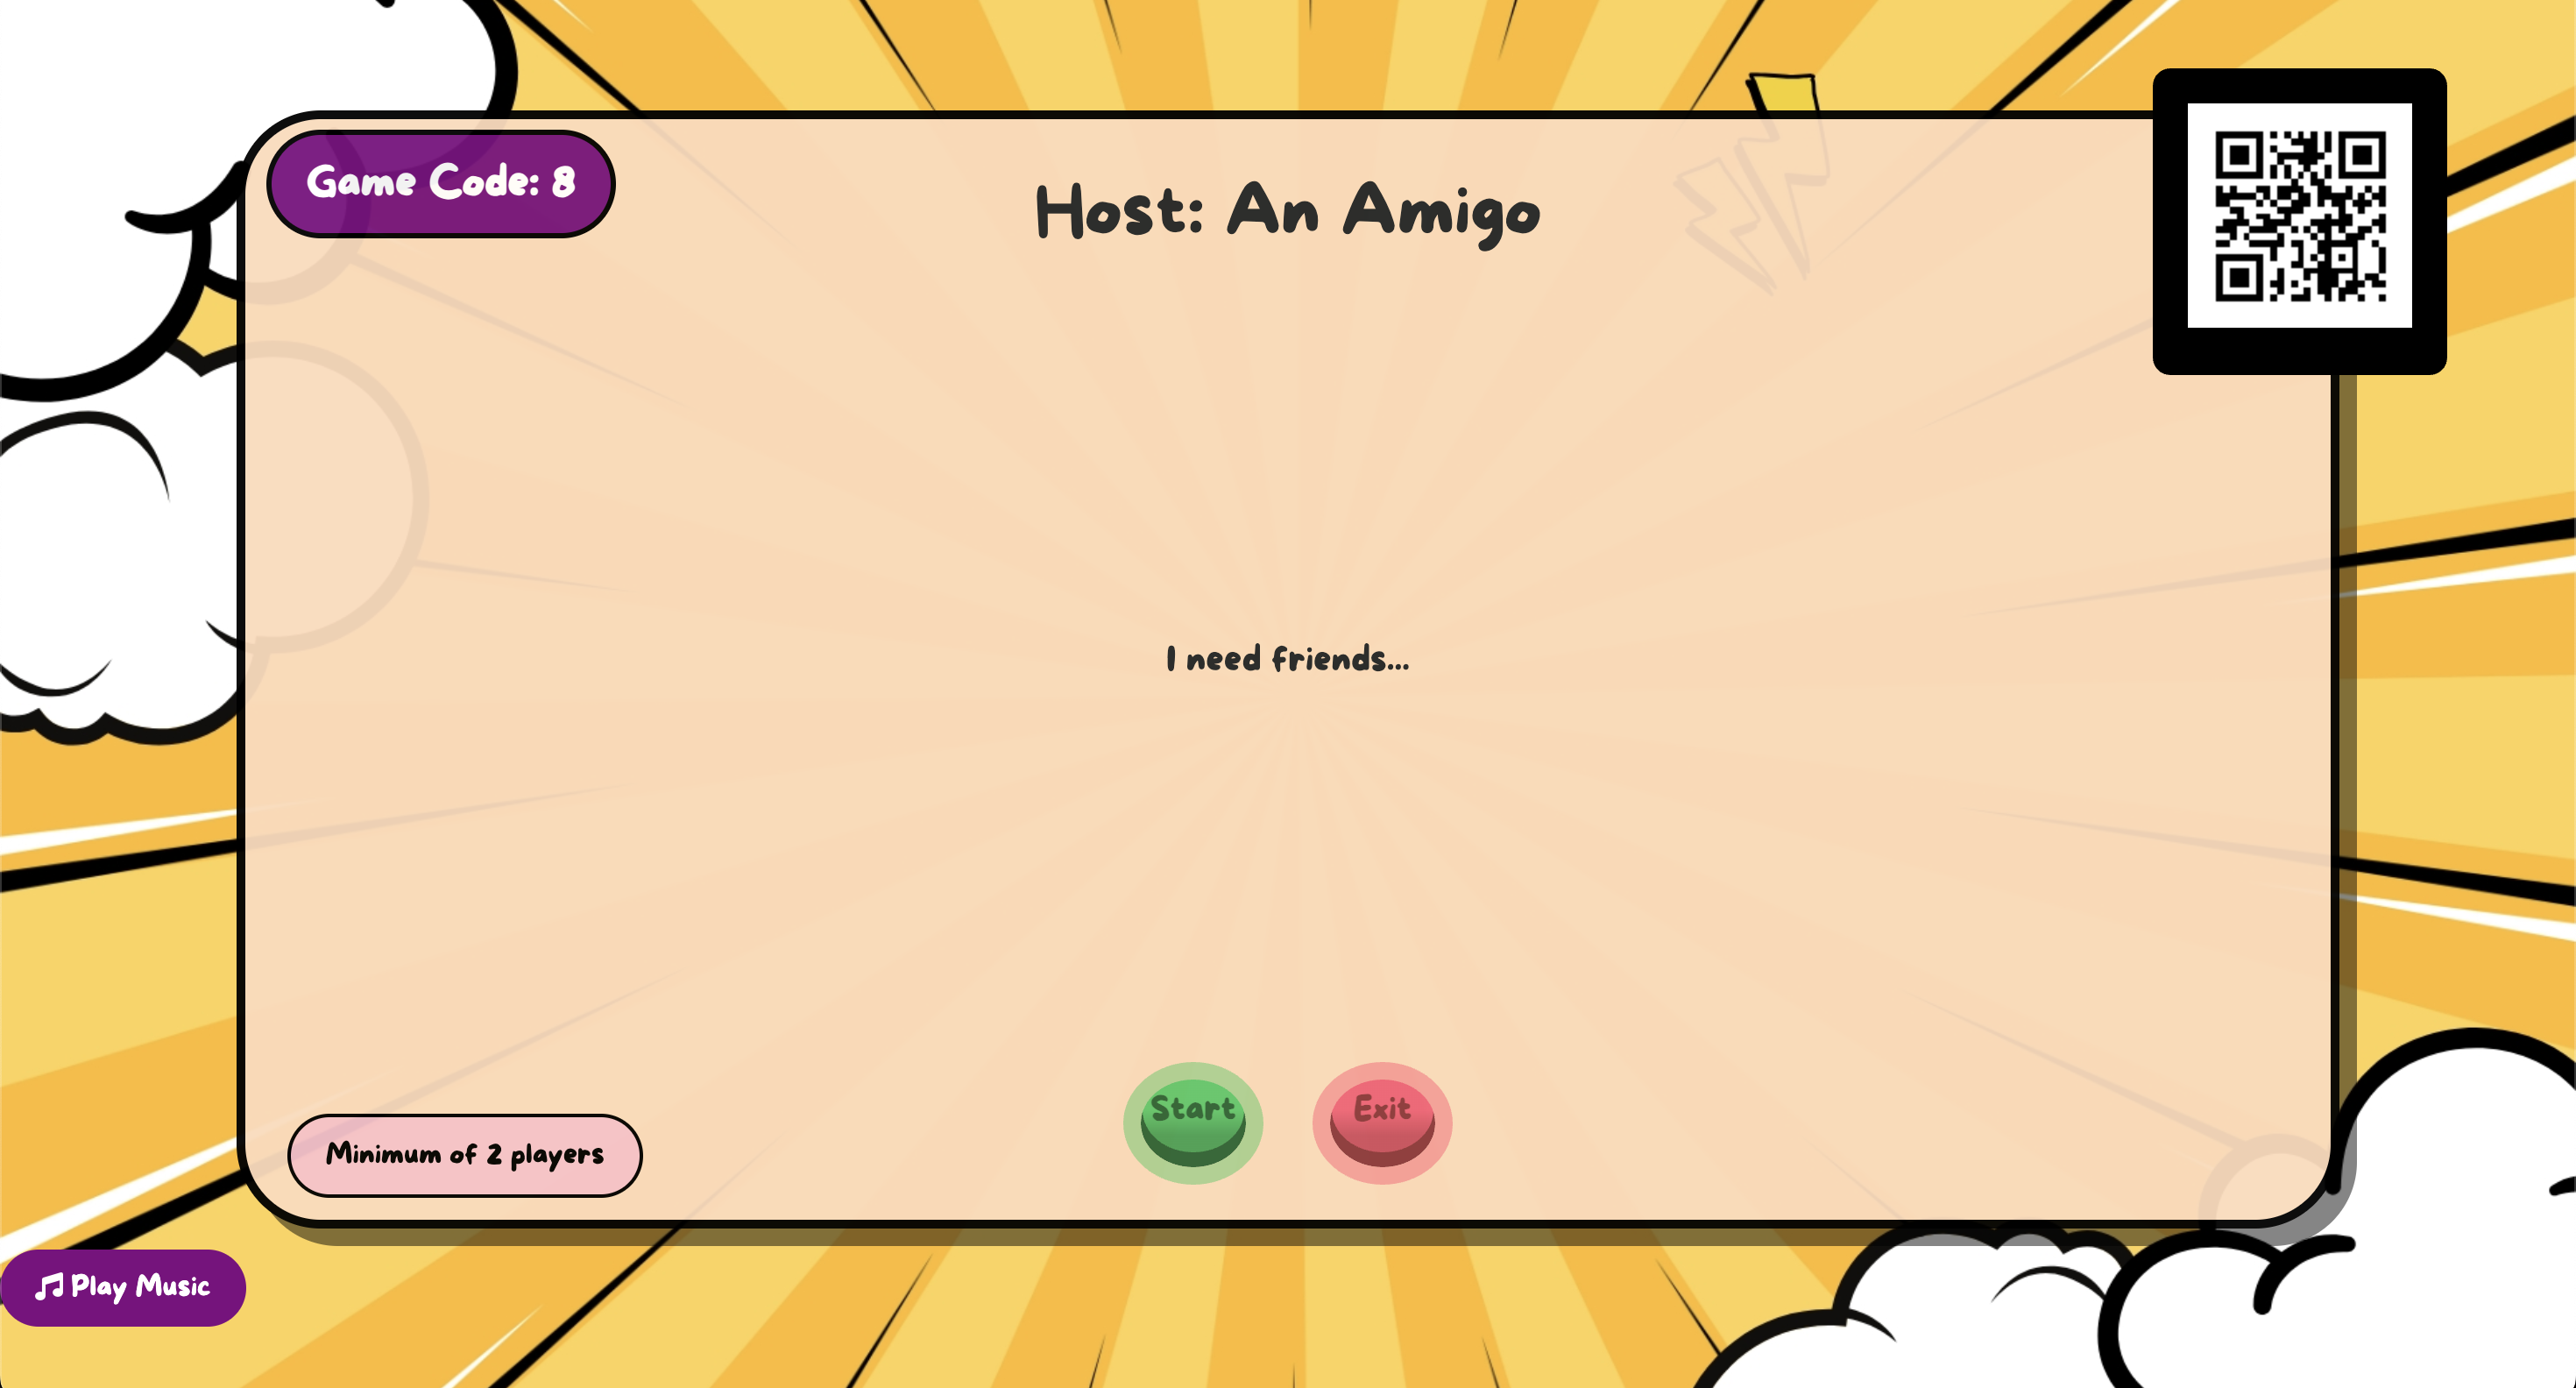 Game Code: 8
Host: An Amigo
I need friends...
Start
Exit
Minimum of 2 players
Play Music